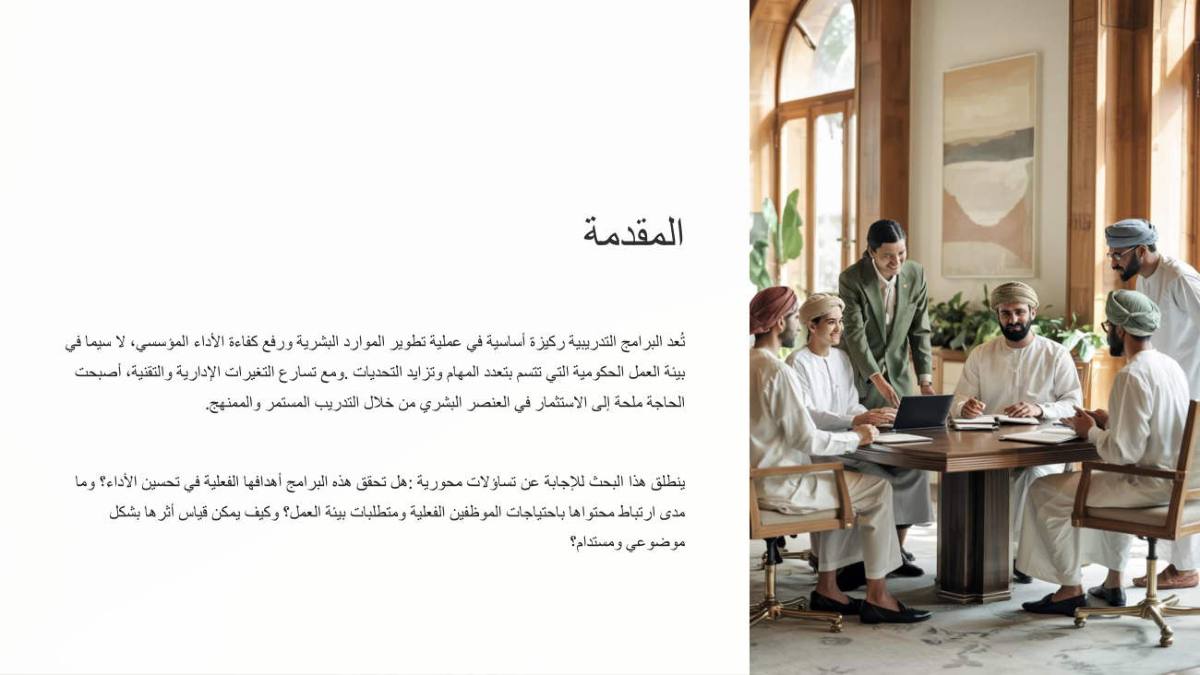 المقدمة
تُعد البرامج التدريبية ركيزة أساسية في عملية تطوير الموارد البشرية ورفع كفاءة الأداء المؤسسي، لا سيما في
بيئة العمل الحكومية التي تتسم بتعدد المهام وتزايد التحديات .ومع تسارع التغيرات الإدارية والتقنية، أصبحت
الحاجة ملحة إلى الاستثمار في العنصر البشري من خلال التدريب المستمر والممنهج.
ينطلق هذا البحث للإجابة عن تساؤلات محورية :هل تحقق هذه البرامج أهدافها الفعلية في تحسين الأداء؟ وما
مدى ارتباط محتواها باحتياجات الموظفين الفعلية ومتطلبات بيئة العمل؟ وكيف يمكن قياس أثرها بشكل
موضوعي ومستدام؟